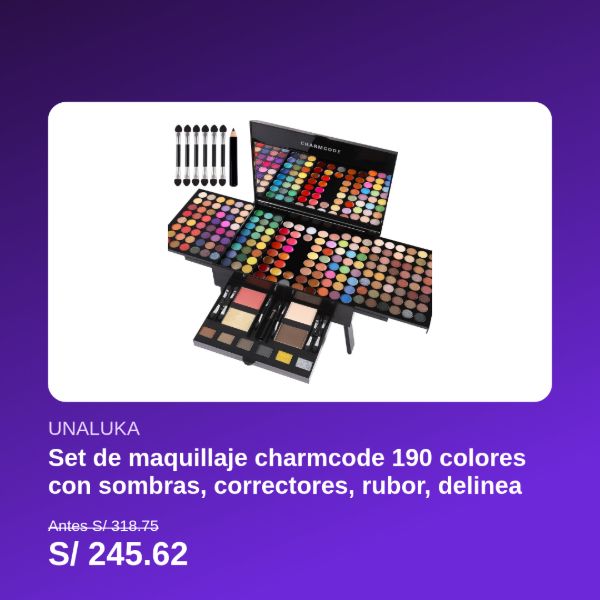 CHARMCODE
UNALUKA
Set de maquillaje charmcode 190 colores
con sombras, correctores, rubor, delinea
Antes S/ 318.75
S/ 245.62